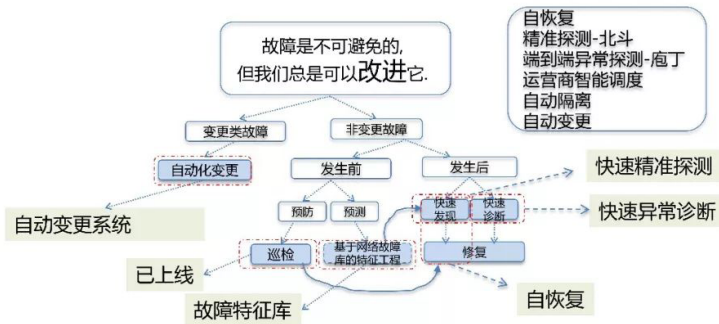 故障是不可避免的,
但我们总是可以改进它.
自恢复
精准探测-北斗
端到端异常探测-庖丁
运营商智能调度
自动隔离
自动变更
变更类故障
非变更故障
自动化变更
发生前
发生后
快速精准探测
预防
预测
快速
发现
快速
诊断
快速异常诊断
自动变更系统
巡检
基于网络故障
库的特征工程
修复
已上线
故障特征库
自恢复